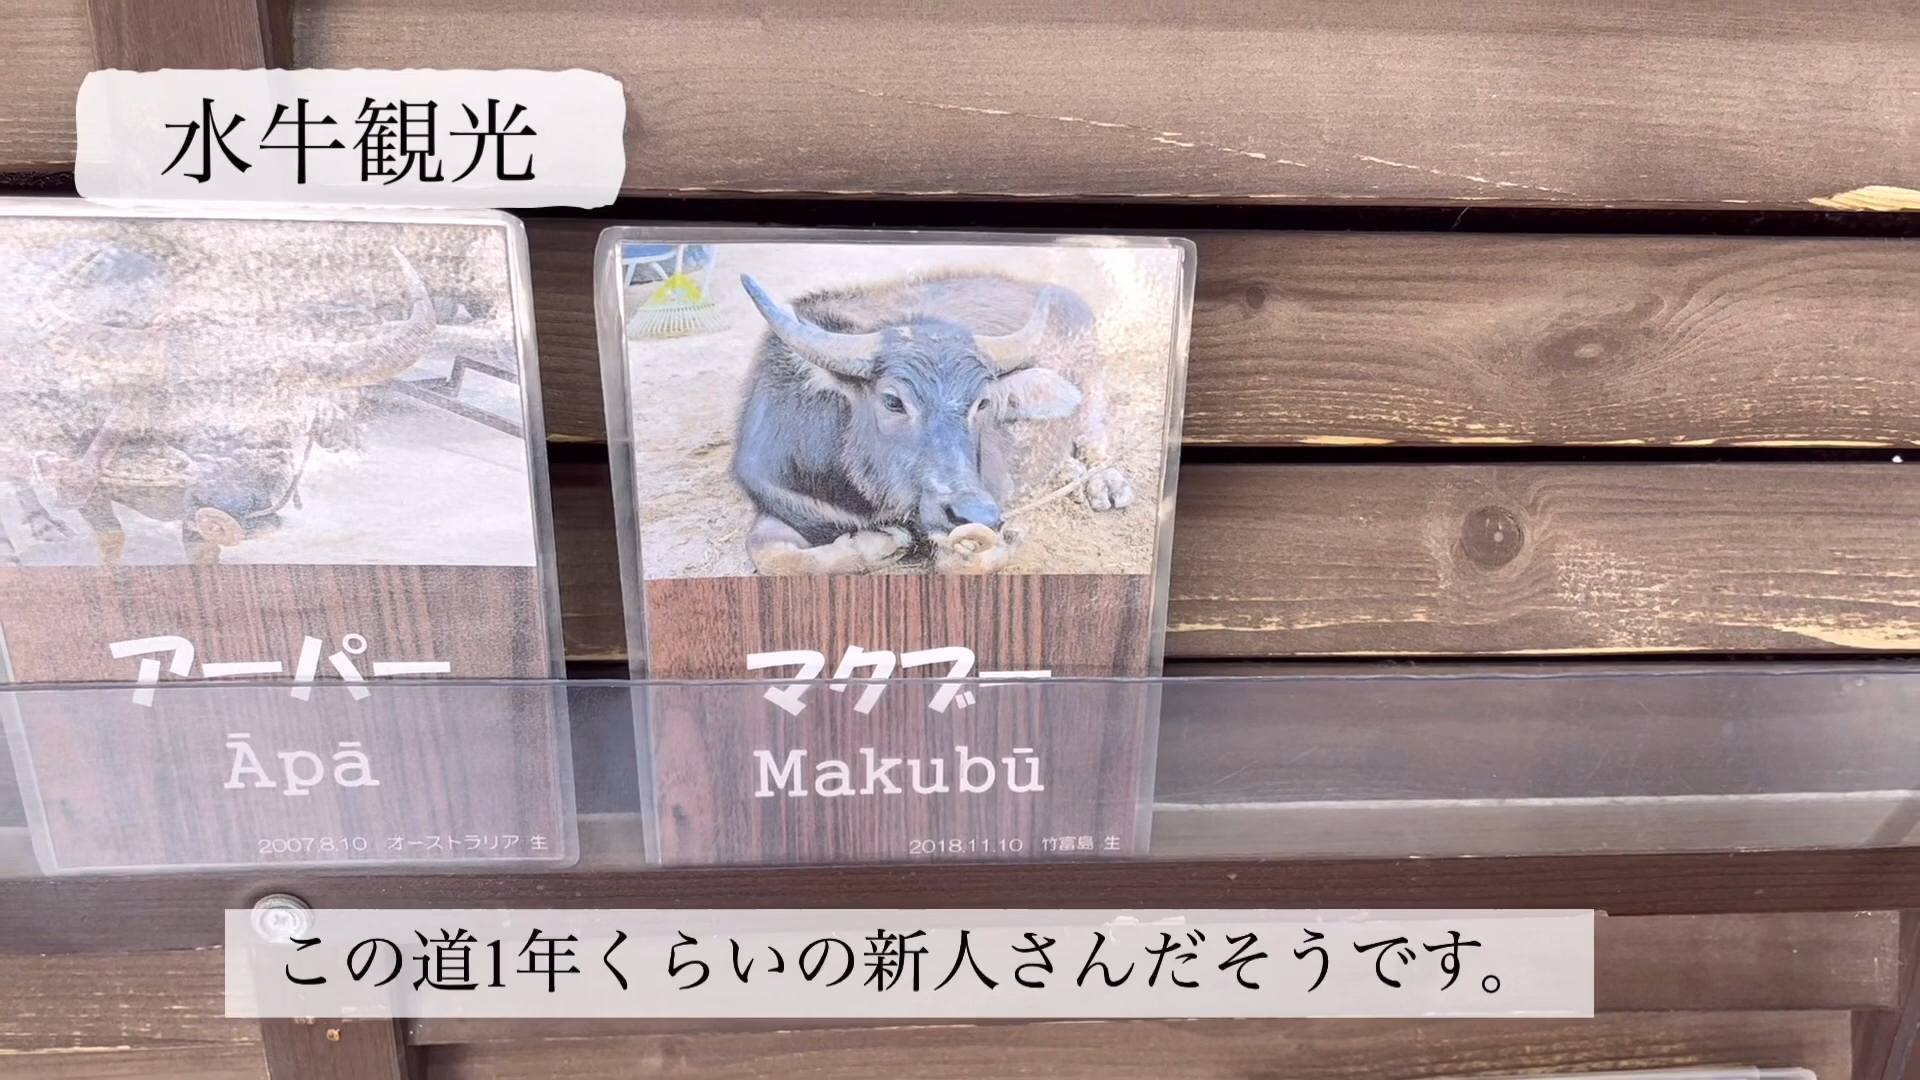 水牛観光
アーパー
Āpā
2007.8.10 オーストラリア 生
マクブー
Makubū
2018.11.10 竹富島 生
この道1年くらいの新人さんだそうです。